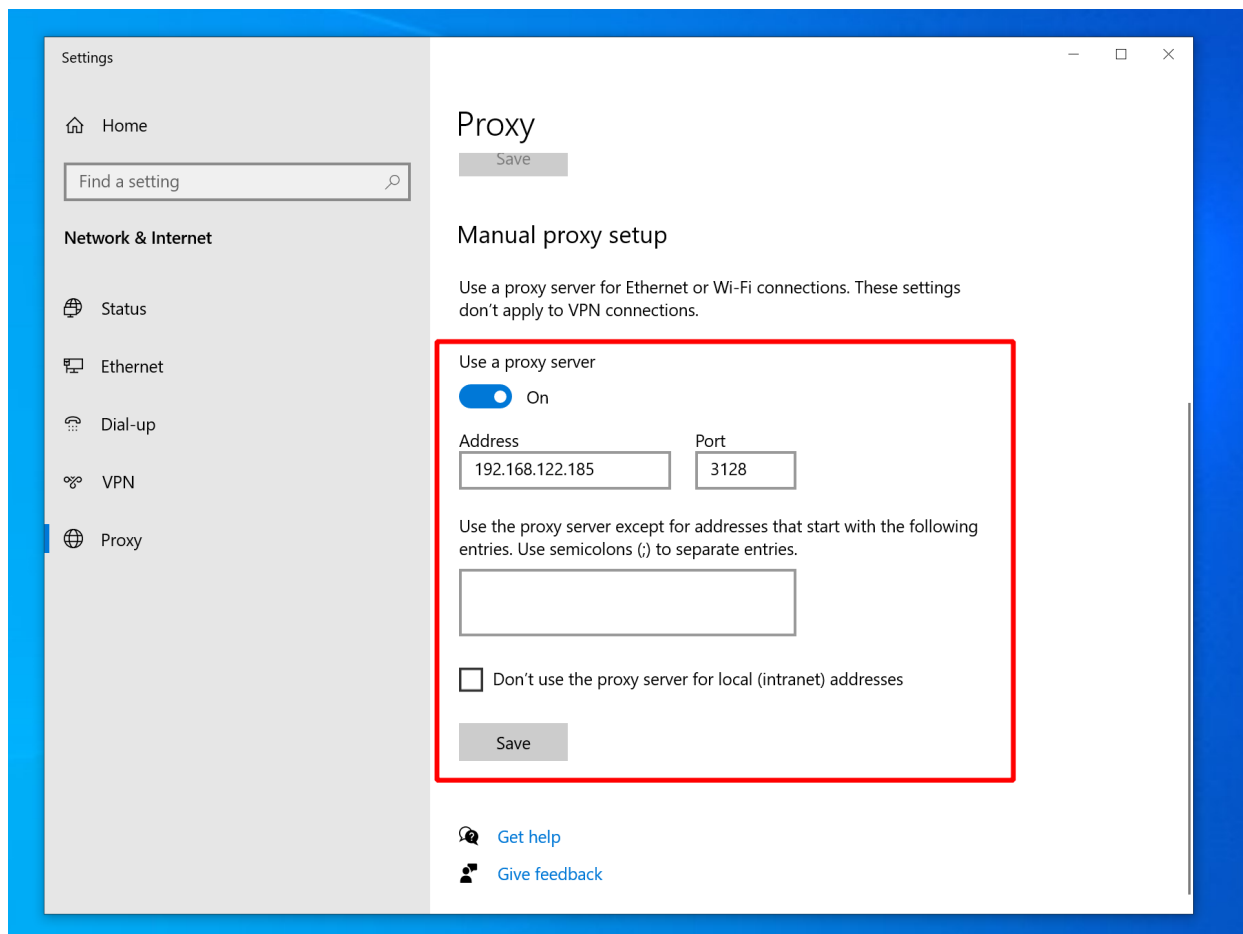 Settings
Home
Find a setting
Network & Internet
Status
Ethernet
Dial-up
VPN
Proxy
Proxy
Save
Manual proxy setup
Use a proxy server for Ethernet or Wi-Fi connections. These settings
don't apply to VPN connections.
Use a proxy server
On
Address Port
192.168.122.185 3128
Use the proxy server except for addresses that start with the following
entries. Use semicolons (;) to separate entries.
Don't use the proxy server for local (intranet) addresses
Save
Get help
Give feedback